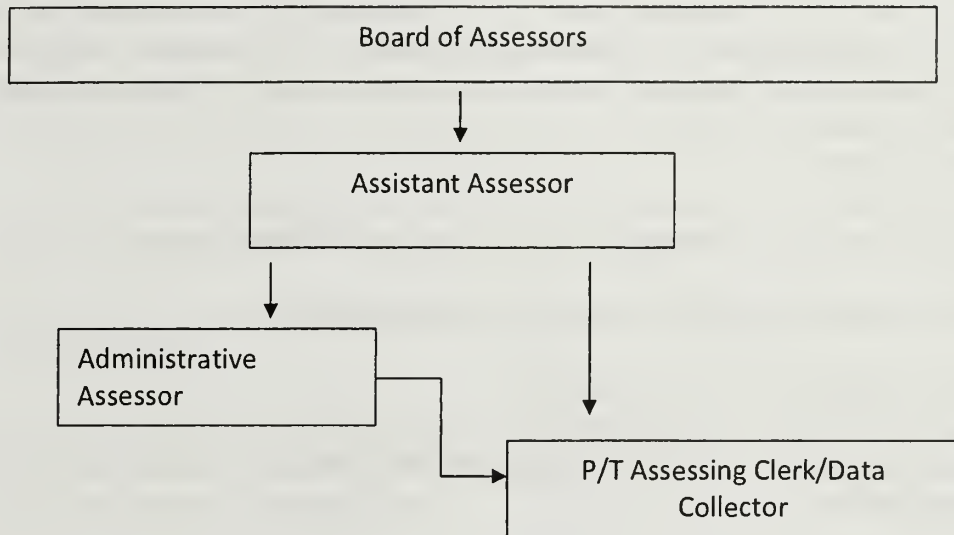 Board of Assessors
Assistant Assessor
Administrative
Assessor
P/T Assessing Clerk/Data
Collector